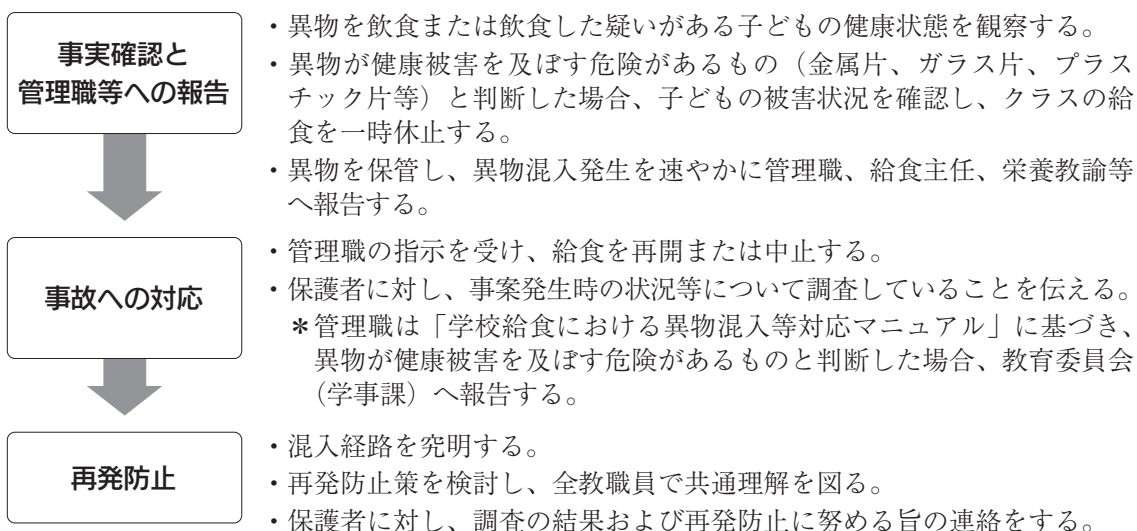 事実確認と
管理職等への報告
・異物を飲食または飲食した疑いがある子どもの健康状態を観察する。
・異物が健康被害を及ぼす危険があるもの（金属片、ガラス片、プラス
チック片等）と判断した場合、子どもの被害状況を確認し、クラスの給
食を一時休止する。
・異物を保管し、異物混入発生を速やかに管理職、給食主任、栄養教諭等
へ報告する。
事故への対応
・管理職の指示を受け、給食を再開または中止する。
・保護者に対し、事案発生時の状況等について調査していることを伝える。
＊管理職は「学校給食における異物混入等対応マニュアル」に基づき、
異物が健康被害を及ぼす危険があるものと判断した場合、教育委員会
（学事課）へ報告する。
再発防止
・混入経路を究明する。
・再発防止策を検討し、全教職員で共通理解を図る。
・保護者に対し、調査の結果および再発防止に努める旨の連絡をする。